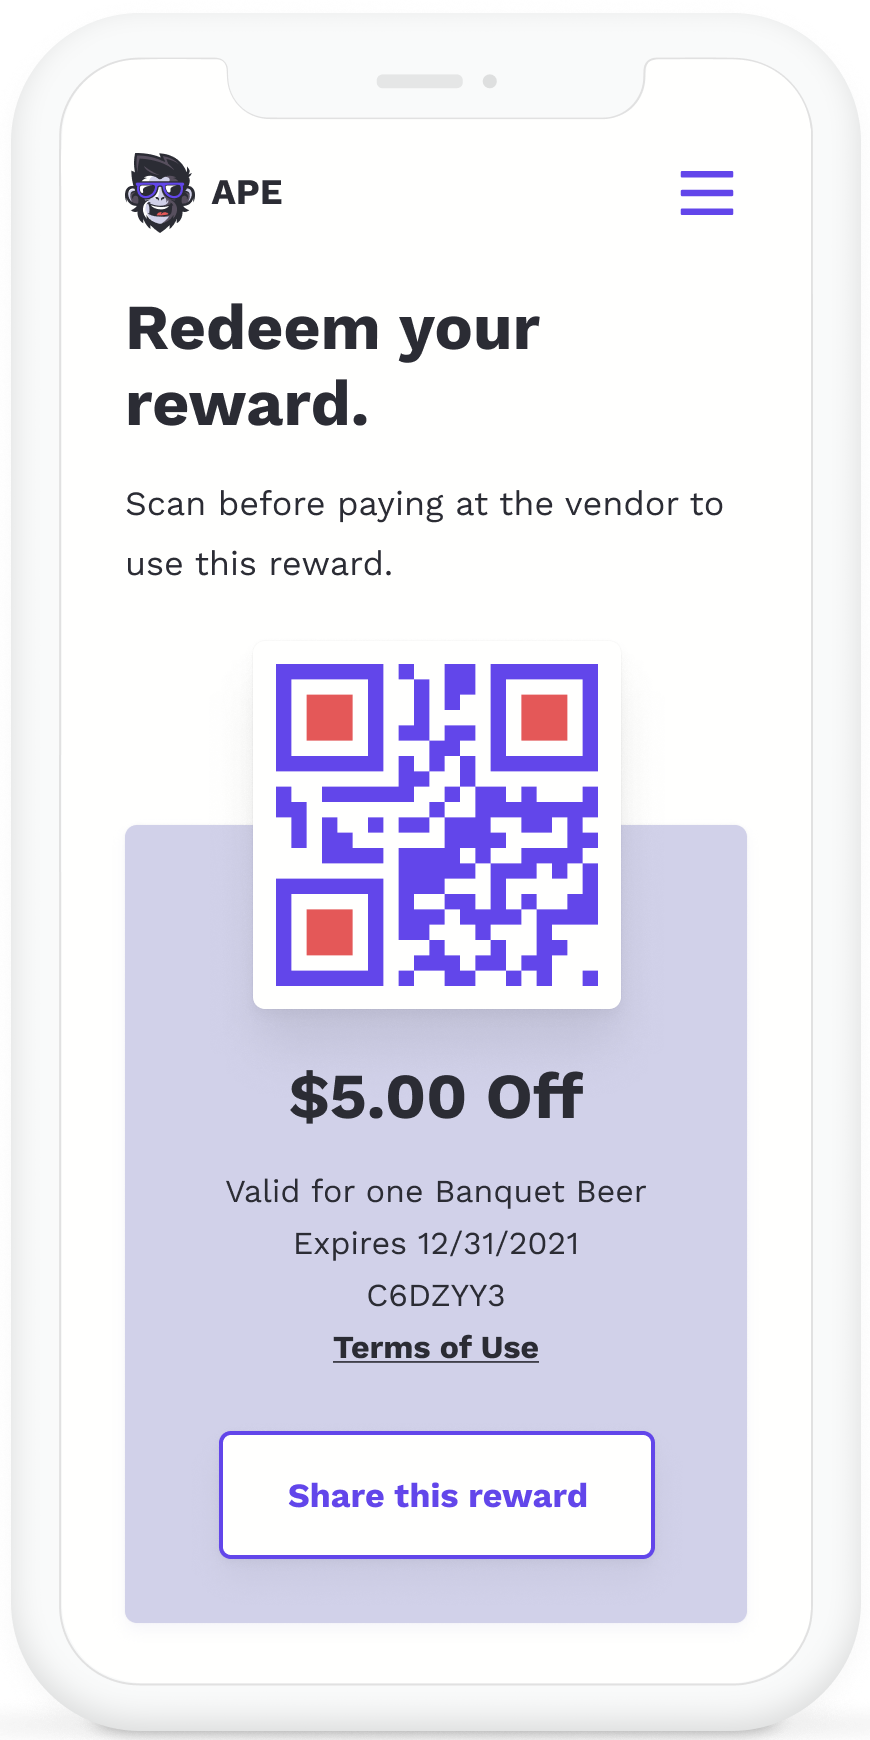 APE
Redeem your
reward.
Scan before paying at the vendor to
use this reward.
$5.00 Off
Valid for one Banquet Beer
Expires 12/31/2021
C6DZYY3
Terms of Use
Share this reward